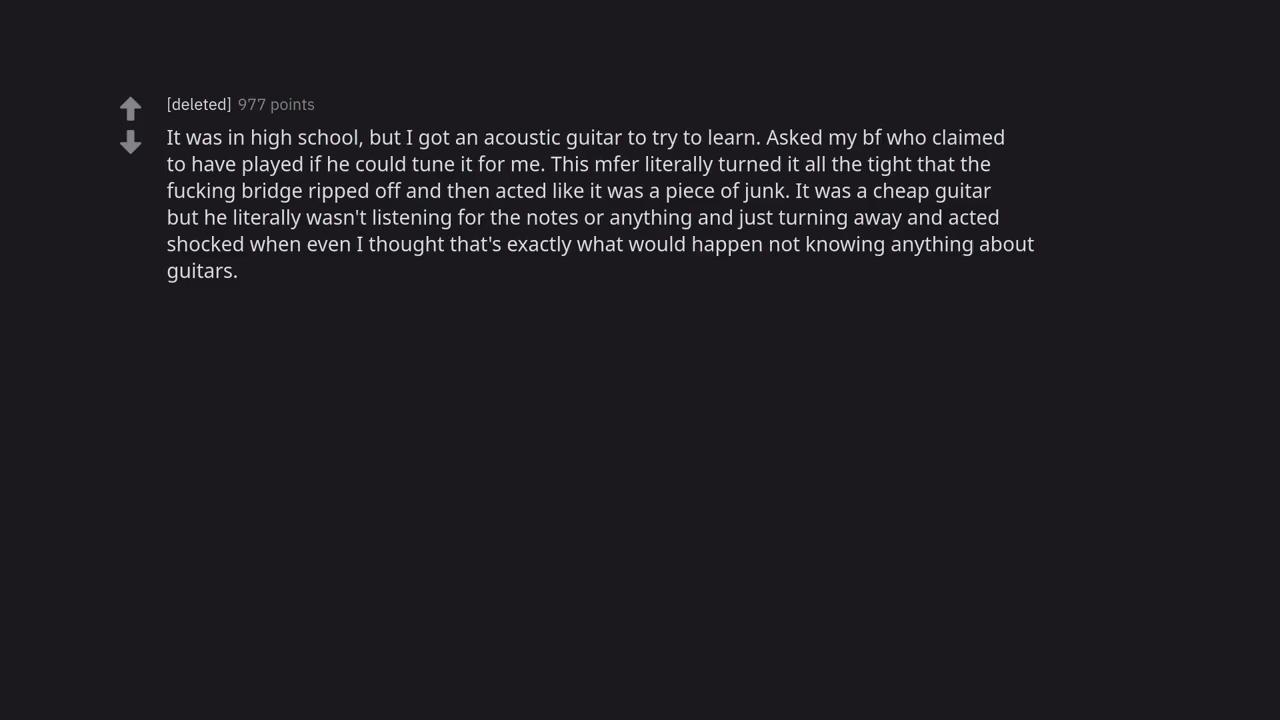 [deleted] 977 points
It was in high school, but I got an acoustic guitar to try to learn. Asked my bf who claimed
to have played if he could tune it for me. This mfer literally turned it all the tight that the
fucking bridge ripped off and then acted like it was a piece of junk. It was a cheap guitar
but he literally wasn't listening for the notes or anything and just turning away and acted
shocked when even I thought that's exactly what would happen not knowing anything about
guitars.